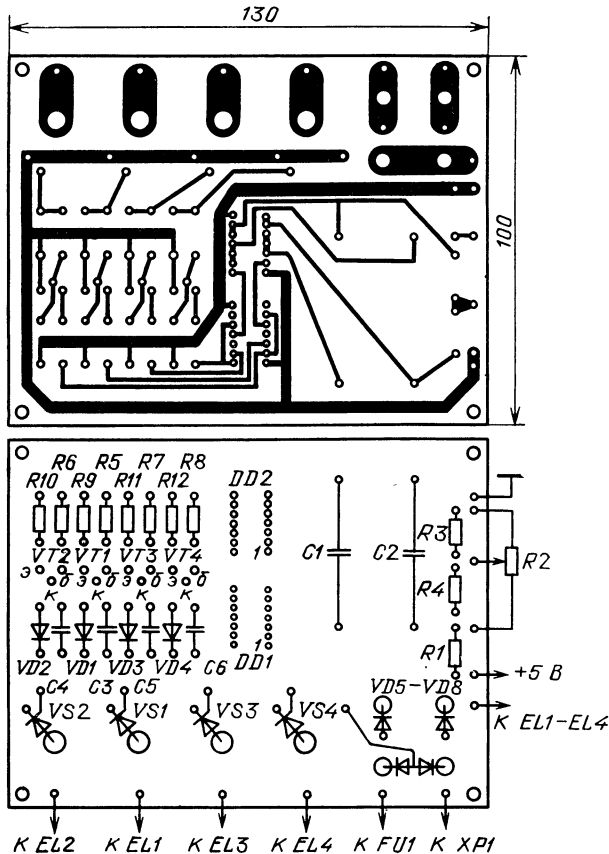 130
100
R6 R5 R7 R8
R10 R9 R11 R12
DD2
VT2 VT1 VT3 VT4
1
C1
C2
R3
R2
R4
э б э б э б э б
к к к к
1
DD1
R1
VD2 VD1 VD3 VD4
C4 C3 C5 C6
+5 В
VD5-VD8
VS2 VS1 VS3 VS4
К EL1-EL4
К EL2 К EL1 К EL3 К EL4 К FU1 К XP1